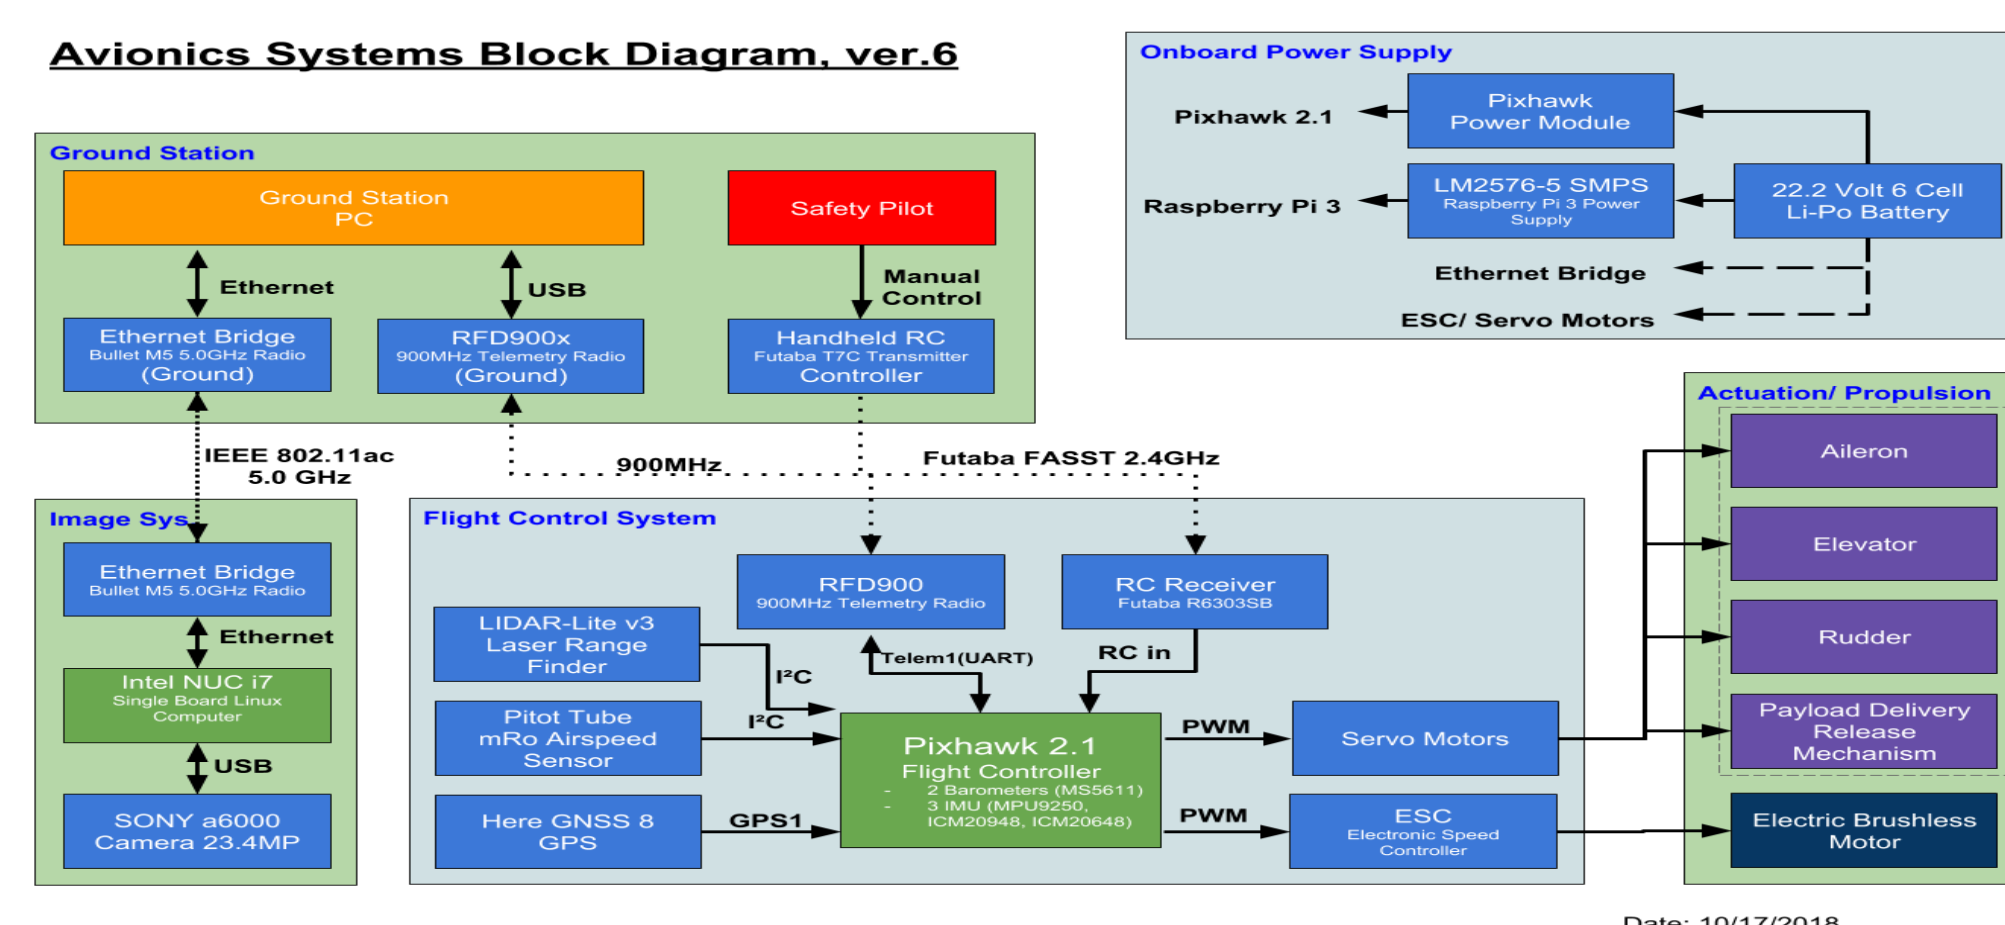 Avionics Systems Block Diagram, ver.6
Onboard Power Supply
Pixhawk
Power Module
Pixhawk 2.1
LM2576-5 SMPS
Raspberry Pi 3 Power
Supply
Raspberry Pi 3
22.2 Volt 6 Cell
Li-Po Battery
Ethernet Bridge
ESC/ Servo Motors
Ground Station
Ground Station
PC
Safety Pilot
Ethernet
USB
Manual
Control
Ethernet Bridge
Bullet M5 5.0GHz Radio
(Ground)
RFD900x
900MHz Telemetry Radio
(Ground)
Handheld RC
Futaba T7C Transmitter
Controller
IEEE 802.11ac
5.0 GHz
900MHz
Futaba FASST 2.4GHz
Image Sys
Ethernet Bridge
Bullet M5 5.0GHz Radio
Ethernet
Intel NUC i7
Single Board Linux
Computer
USB
SONY a6000
Camera 23.4MP
Flight Control System
RFD900
900MHz Telemetry Radio
RC Receiver
Futaba R6303SB
LIDAR-Lite v3
Laser Range
Finder
I²C
Telem1(UART)
RC in
Pitot Tube
mRo Airspeed
Sensor
I²C
Here GNSS 8
GPS
GPS1
Pixhawk 2.1
Flight Controller
- 2 Barometers (MS5611)
- 3 IMU (MPU9250,
ICM20948, ICM20648)
PWM
Servo Motors
PWM
ESC
Electronic Speed
Controller
Actuation/ Propulsion
Aileron
Elevator
Rudder
Payload Delivery
Release
Mechanism
Electric Brushless
Motor
Date: 10/17/2018